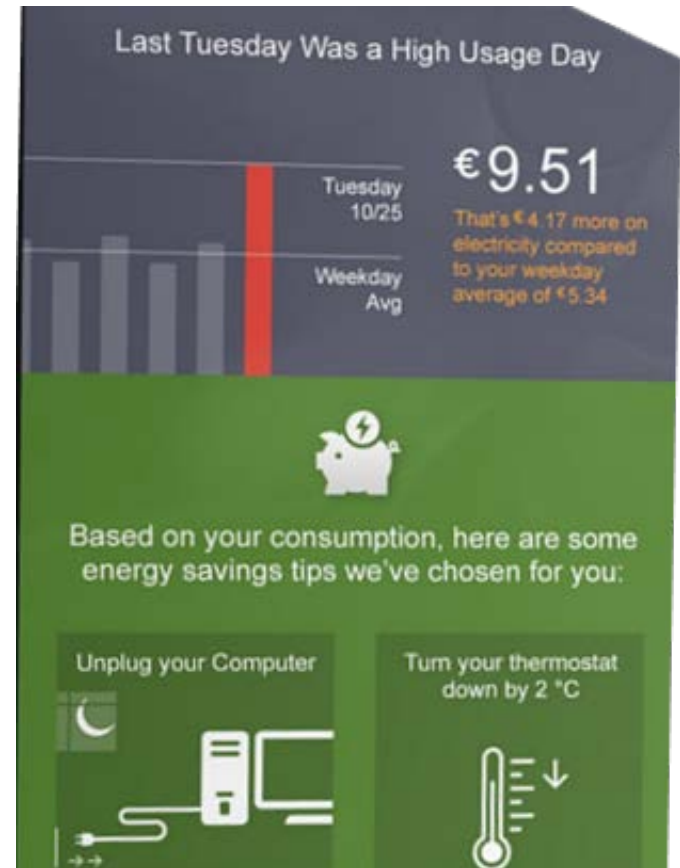 Last Tuesday Was a High Usage Day
Tuesday
10/25
Weekday
Avg
€9.51
That's €4.17 more on
electricity compared
to your weekday
average of €5.34
Based on your consumption, here are some
energy savings tips we've chosen for you:
Unplug your Computer
Turn your thermostat
down by 2 °C